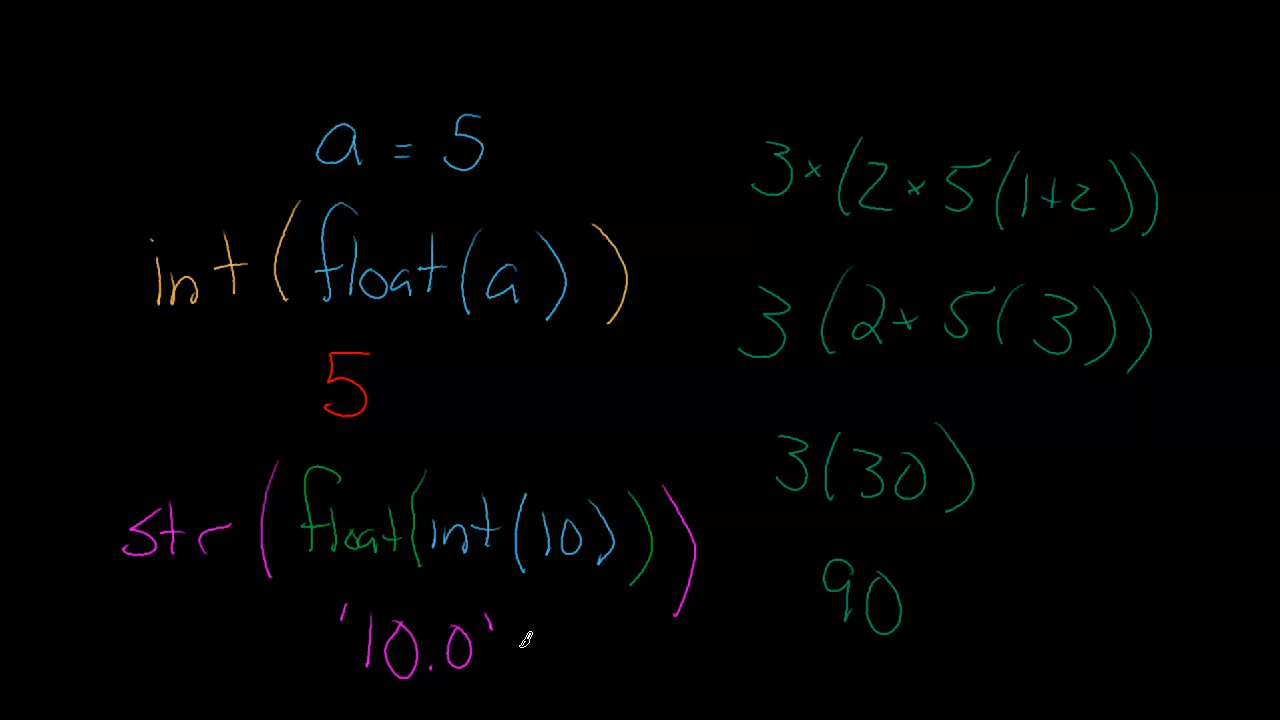 a = 5
int(float(a))
5
str(float(int(10)))
'10.0'
3×(2×5(1+2))
3(2×5(3))
3(30)
90